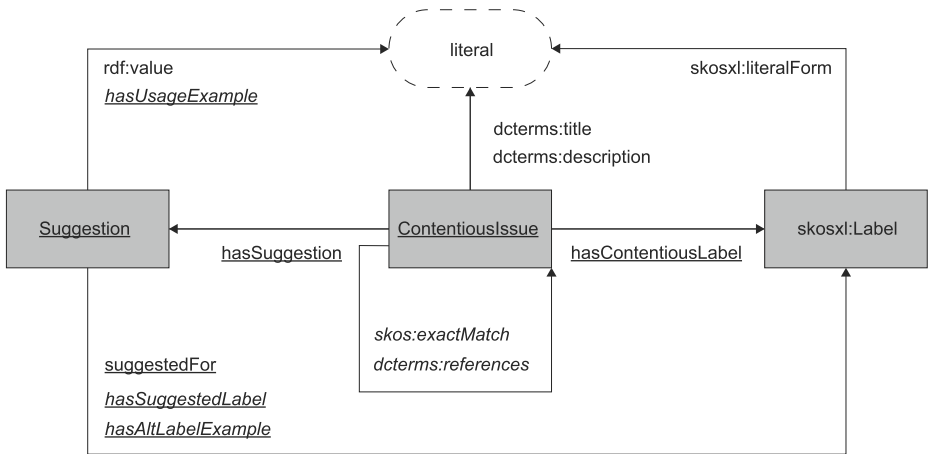 literal
rdf:value
hasUsageExample
skosxl:literalForm
dcterms:title
dcterms:description
Suggestion
ContentiousIssue
skosxl:Label
hasSuggestion
hasContentiousLabel
skos:exactMatch
dcterms:references
suggestedFor
hasSuggestedLabel
hasAltLabelExample